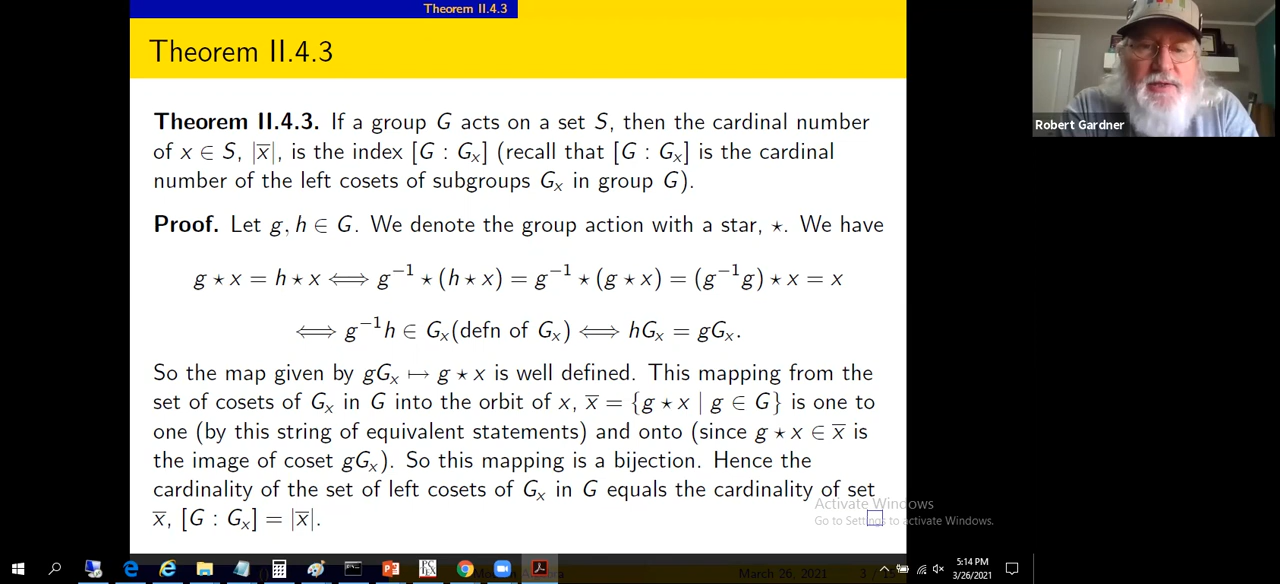 Theorem II.4.3
Theorem II.4.3
Robert Gardner
Theorem II.4.3. If a group G acts on a set S, then the cardinal number
of x ∈ S, |x̅|, is the index [G : Gₓ] (recall that [G : Gₓ] is the cardinal
number of the left cosets of subgroups Gₓ in group G).
Proof. Let g, h ∈ G. We denote the group action with a star, ⋆. We have
g ⋆ x = h ⋆ x ⟺ g⁻¹ ⋆ (h ⋆ x) = g⁻¹ ⋆ (g ⋆ x) = (g⁻¹g) ⋆ x = x
⟺ g⁻¹h ∈ Gₓ(defn of Gₓ) ⟺ hGₓ = gGₓ.
So the map given by gGₓ ↦ g ⋆ x is well defined. This mapping from the
set of cosets of Gₓ in G into the orbit of x, x̅ = {g ⋆ x | g ∈ G} is one to
one (by this string of equivalent statements) and onto (since g ⋆ x ∈ x̅ is
the image of coset gGₓ). So this mapping is a bijection. Hence the
cardinality of the set of left cosets of Gₓ in G equals the cardinality of set
x̅, [G : Gₓ] = |x̅|.
Activate Windows
Go to Settings to activate Windows.
March 26, 2021 3 /
5:14 PM
3/26/2021